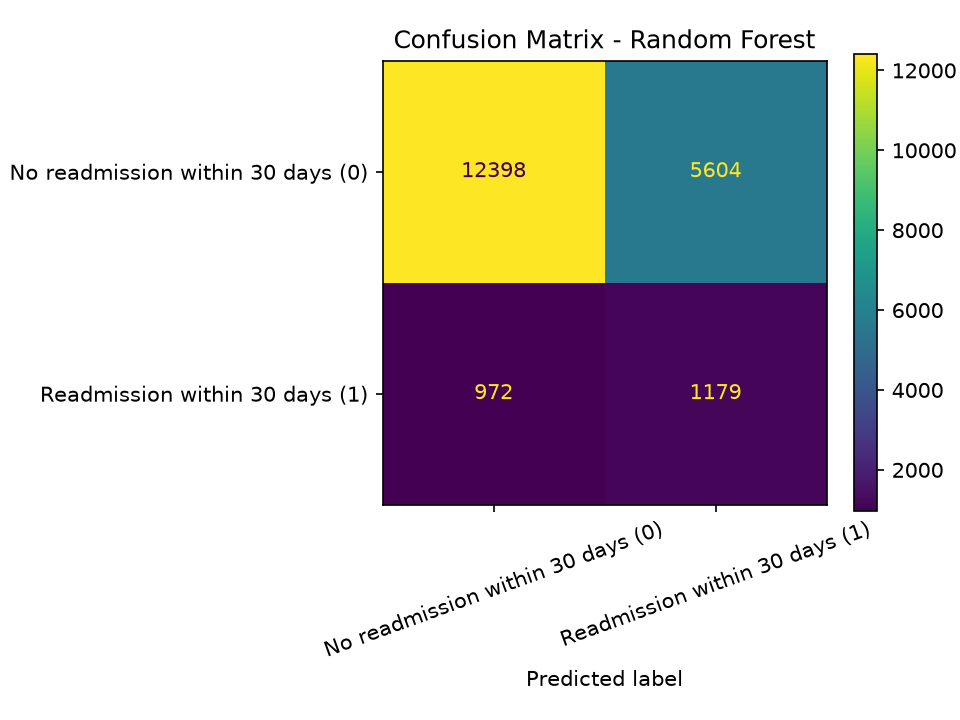 Confusion Matrix - Random Forest
No readmission within 30 days (0)
12398
5604
Readmission within 30 days (1)
972
1179
No readmission within 30 days (0)
Readmission within 30 days (1)
Predicted label
12000
10000
8000
6000
4000
2000